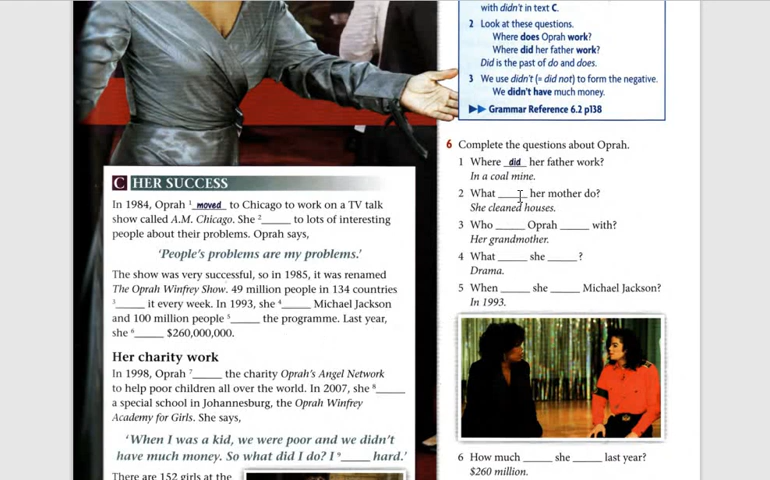 C HER SUCCESS
In 1984, Oprah ¹ moved to Chicago to work on a TV talk
show called A.M. Chicago. She ²_____ to lots of interesting
people about their problems. Oprah says,
'People's problems are my problems.'
The show was very successful, so in 1985, it was renamed
The Oprah Winfrey Show. 49 million people in 134 countries
³_____ it every week. In 1993, she ⁴_____ Michael Jackson
and 100 million people ⁵_____ the programme. Last year,
she ⁶_____ $260,000,000.
Her charity work
In 1998, Oprah ⁷_____ the charity Oprah's Angel Network
to help poor children all over the world. In 2007, she ⁸_____
a special school in Johannesburg, the Oprah Winfrey
Academy for Girls. She says,
'When I was a kid, we were poor and we didn't
have much money. So what did I do? I ⁹_____ hard.'
There are 152 girls at the
with didn't in text C.
2 Look at these questions.
Where does Oprah work?
Where did her father work?
Did is the past of do and does.
3 We use didn't (= did not) to form the negative.
We didn't have much money.
▶▶ Grammar Reference 6.2 p138
6 Complete the questions about Oprah.
1 Where did her father work?
In a coal mine.
2 What _____ her mother do?
She cleaned houses.
3 Who _____ Oprah _____ with?
Her grandmother.
4 What _____ she _____?
Drama.
5 When _____ she _____ Michael Jackson?
In 1993.
6 How much _____ she _____ last year?
$260 million.